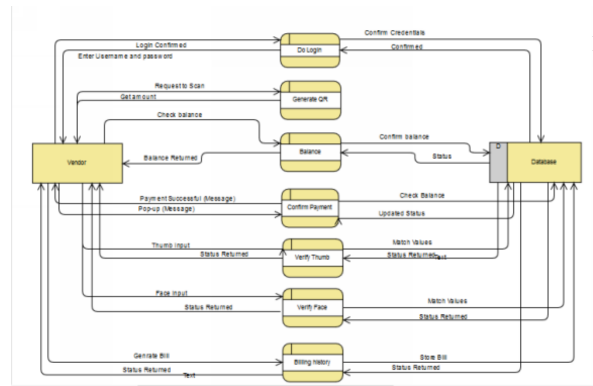 Confirm Credentials
Login Confirmed
Do Login
Confirmed
Enter Username and password
Request to Scan
Get amount
Generate QR
Check balance
Confirm balance
D
Vendor
Balance Returned
Balance
Status
Database
Payment Successful (Message)
Check Balance
Pop-up (Message)
Confirm Payment
Updated Status
Thumb Input
Match Values
Status Returned
Verify Thumb
Status Returned
Text
Face Input
Match Values
Status Returned
Verify Face
Status Returned
Genrate Bill
Store Bill
Billing history
Status Returned
Status Returned
Text